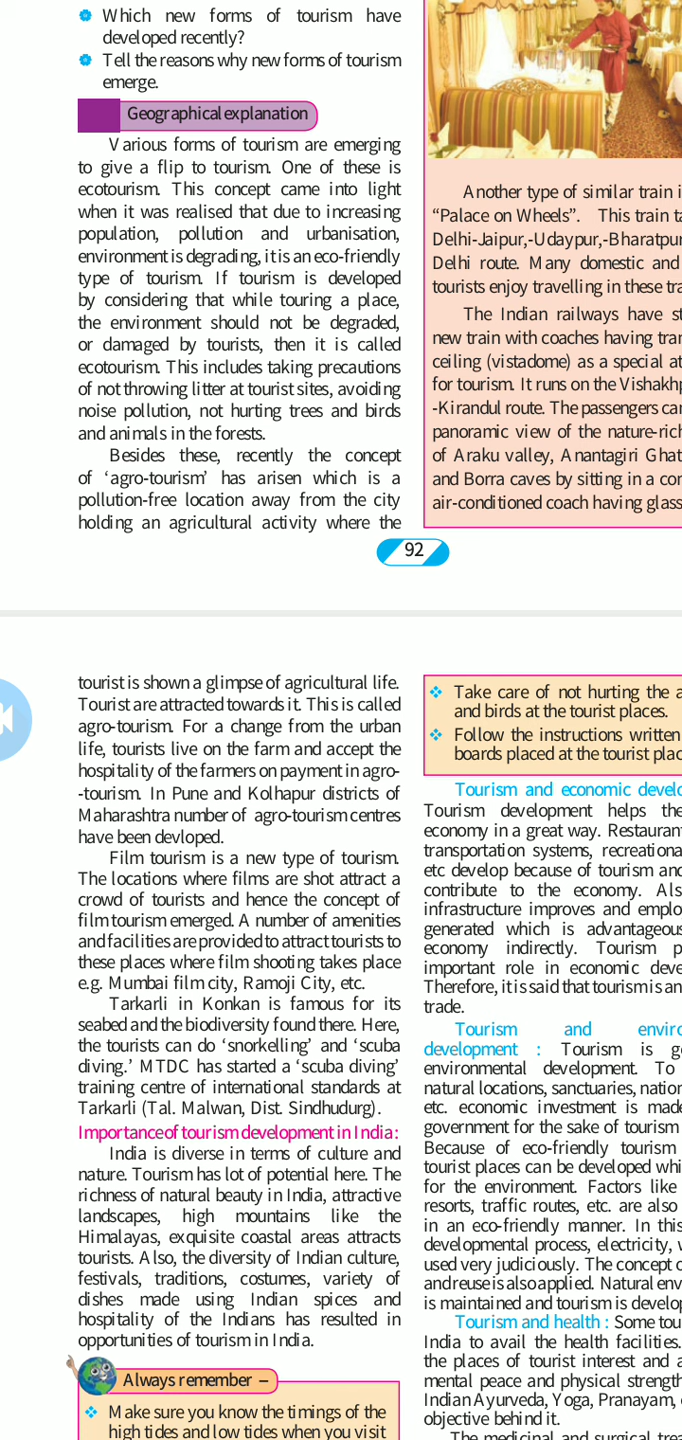 Which new forms of tourism have
developed recently?
Tell the reasons why new forms of tourism
emerge.
Geographical explanation
Various forms of tourism are emerging
to give a flip to tourism. One of these is
ecotourism. This concept came into light
when it was realised that due to increasing
population, pollution and urbanisation,
environment is degrading, it is an eco-friendly
type of tourism. If tourism is developed
by considering that while touring a place,
the environment should not be degraded,
or damaged by tourists, then it is called
ecotourism. This includes taking precautions
of not throwing litter at tourist sites, avoiding
noise pollution, not hurting trees and birds
and animals in the forests.
Besides these, recently the concept
of ‘agro-tourism’ has arisen which is a
pollution-free location away from the city
holding an agricultural activity where the
Another type of similar train i
“Palace on Wheels”. This train ta
Delhi-Jaipur,-Udaypur,-Bharatpur
Delhi route. Many domestic and
tourists enjoy travelling in these tra
The Indian railways have st
new train with coaches having tran
ceiling (vistadome) as a special at
for tourism. It runs on the Vishakhp
-Kirandul route. The passengers can
panoramic view of the nature-rich
of Araku valley, Anantagiri Ghat
and Borra caves by sitting in a con
air-conditioned coach having glass
92
tourist is shown a glimpse of agricultural life.
Tourist are attracted towards it. This is called
agro-tourism. For a change from the urban
life, tourists live on the farm and accept the
hospitality of the farmers on payment in agro-
-tourism. In Pune and Kolhapur districts of
Maharashtra number of agro-tourism centres
have been devloped.
Film tourism is a new type of tourism.
The locations where films are shot attract a
crowd of tourists and hence the concept of
film tourism emerged. A number of amenities
and facilities are provided to attract tourists to
these places where film shooting takes place
e.g. Mumbai film city, Ramoji City, etc.
Tarkarli in Konkan is famous for its
seabed and the biodiversity found there. Here,
the tourists can do ‘snorkelling’ and ‘scuba
diving.’ MTDC has started a ‘scuba diving’
training centre of international standards at
Tarkarli (Tal. Malwan, Dist. Sindhudurg).
Importance of tourism development in India :
India is diverse in terms of culture and
nature. Tourism has lot of potential here. The
richness of natural beauty in India, attractive
landscapes, high mountains like the
Himalayas, exquisite coastal areas attracts
tourists. Also, the diversity of Indian culture,
festivals, traditions, costumes, variety of
dishes made using Indian spices and
hospitality of the Indians has resulted in
opportunities of tourism in India.
Always remember –
Make sure you know the timings of the
high tides and low tides when you visit
Take care of not hurting the a
and birds at the tourist places.
Follow the instructions written
boards placed at the tourist plac
Tourism and economic develo
Tourism development helps the
economy in a great way. Restaurant
transportation systems, recreationa
etc develop because of tourism and
contribute to the economy. Als
infrastructure improves and emplo
generated which is advantageous
economy indirectly. Tourism p
important role in economic deve
Therefore, it is said that tourism is an
trade.
Tourism and enviro
development : Tourism is go
environmental development. To
natural locations, sanctuaries, nation
etc. economic investment is made
government for the sake of tourism
Because of eco-friendly tourism
tourist places can be developed whi
for the environment. Factors like
resorts, traffic routes, etc. are also
in an eco-friendly manner. In this
developmental process, electricity, w
used very judiciously. The concept o
and reuse is also applied. Natural env
is maintained and tourism is develop
Tourism and health : Some tou
India to avail the health facilities.
the places of tourist interest and a
mental peace and physical strength
Indian Ayurveda, Yoga, Pranayam, e
objective behind it.
The medicinal and surgical trea